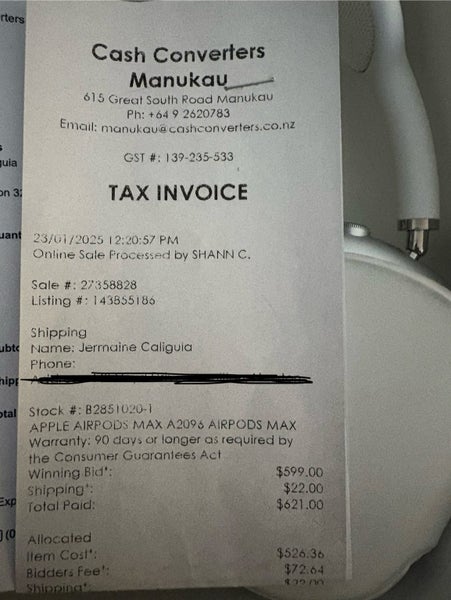 Cash Converters
Manukau
615 Great South Road Manukau
Ph: +64 9 2620783
Email: manukau@cashconverters.co.nz
GST #: 139-235-533
TAX INVOICE
23/01/2025 12:20:57 PM
Online Sale Processed by SHANN C.
Sale #: 27358828
Listing #: 143855186
Shipping
Name: Jermaine Caliguia
Phone:
Stock #: B2851020-1
APPLE AIRPODS MAX A2096 AIRPODS MAX
Warranty: 90 days or longer as required by
the Consumer Guarantees Act
Winning Bid*: $599.00
Shipping*: $22.00
Total Paid: $621.00
Allocated
Item Cost*: $526.36
Bidders Fee*: $72.64
Shipping*: $22.00